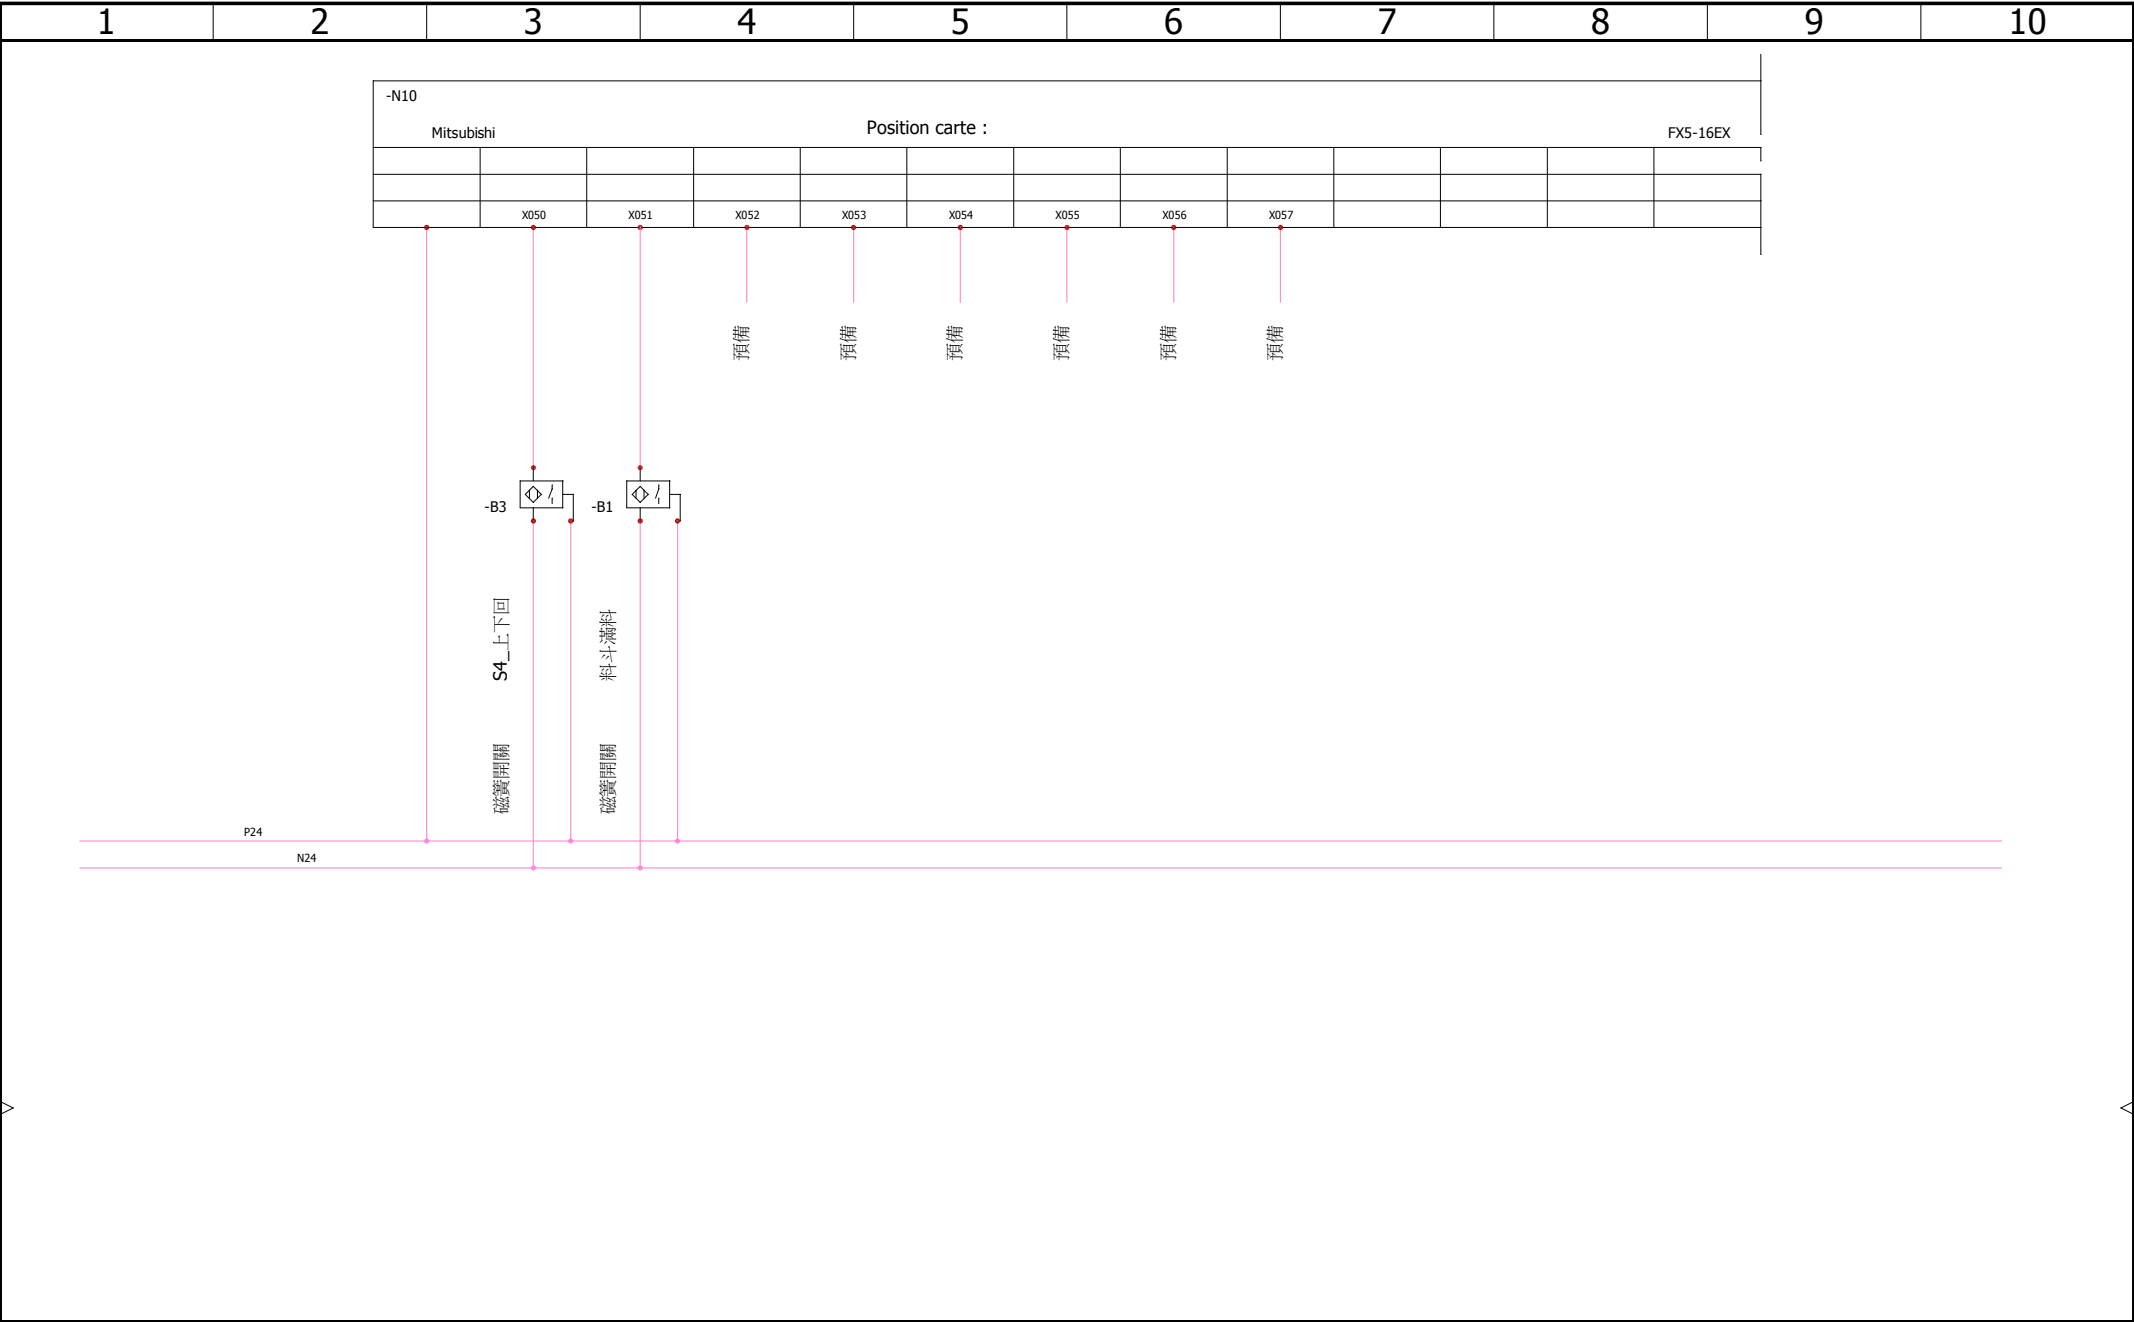 1 2 3 4 5 6 7 8 9 10
-N10
Mitsubishi Position carte : FX5-16EX
X050 X051 X052 X053 X054 X055 X056 X057
預備 預備 預備 預備 預備 預備
-B3 -B1
S4_上下回
料斗滿料
磁簧開關
磁簧開關
P24
N24